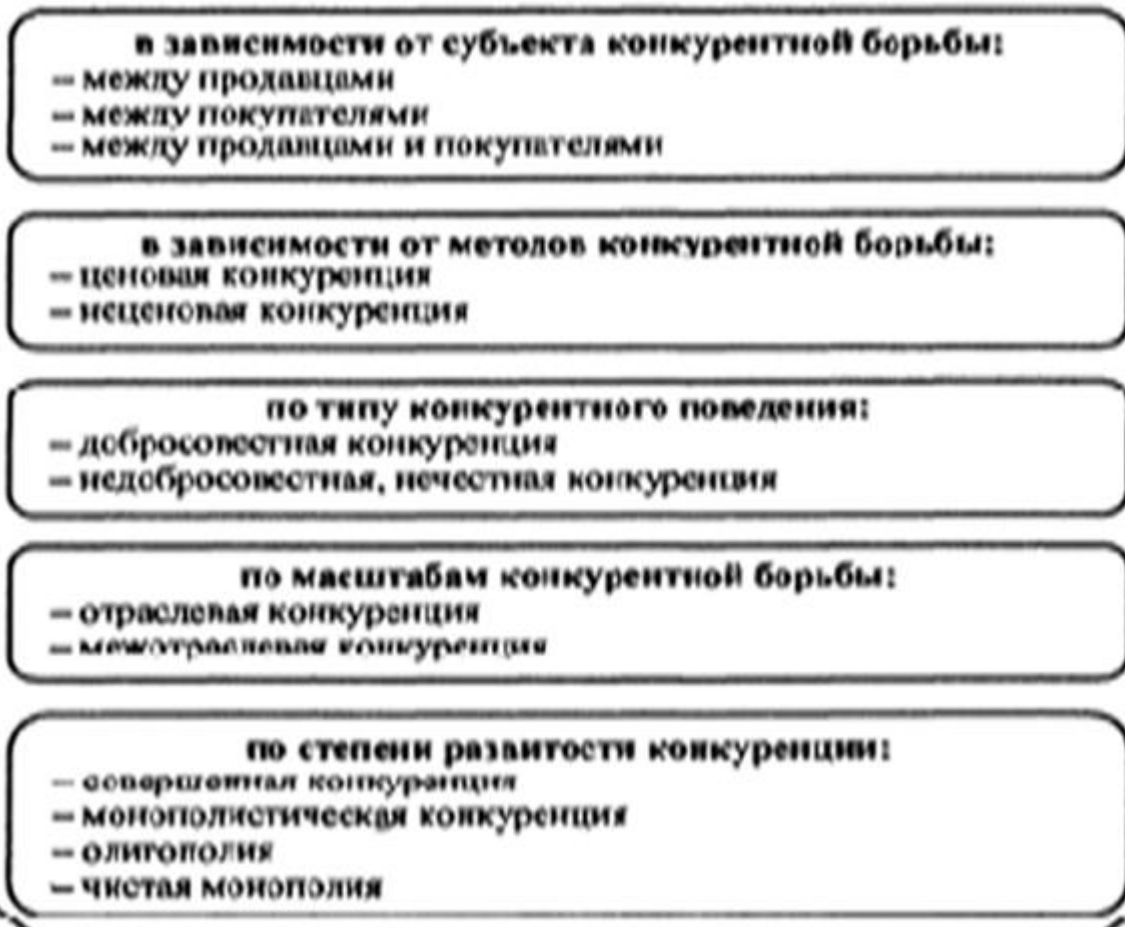 в зависимости от субъекта конкурентной борьбы:
– между продавцами
– между покупателями
– между продавцами и покупателями
в зависимости от методов конкурентной борьбы:
– ценовая конкуренция
– неценовая конкуренция
по типу конкурентного поведения:
– добросовестная конкуренция
– недобросовестная, нечестная конкуренция
по масштабам конкурентной борьбы:
– отраслевая конкуренция
– межотраслевая конкуренция
по степени развитости конкуренции:
– совершенная конкуренция
– монополистическая конкуренция
– олигополия
– чистая монополия